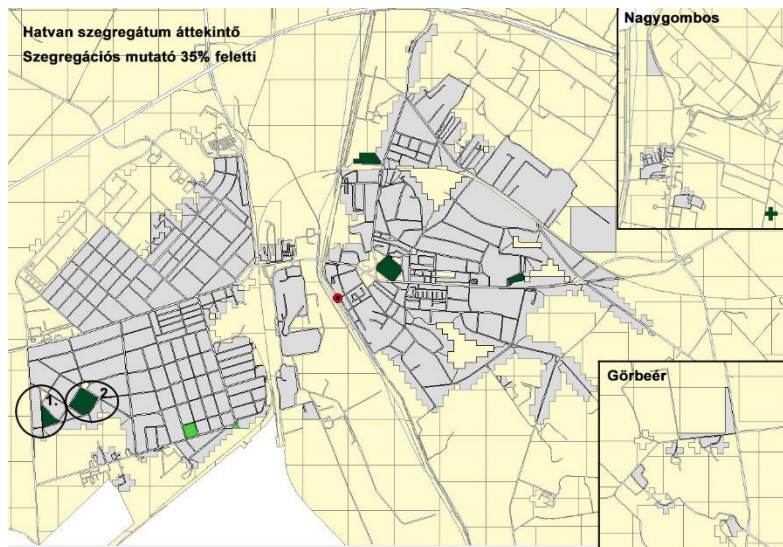 Hatvan szegregátum áttekintő
Szegregációs mutató 35% feletti
Nagygombos
1.
2.
Görbeér